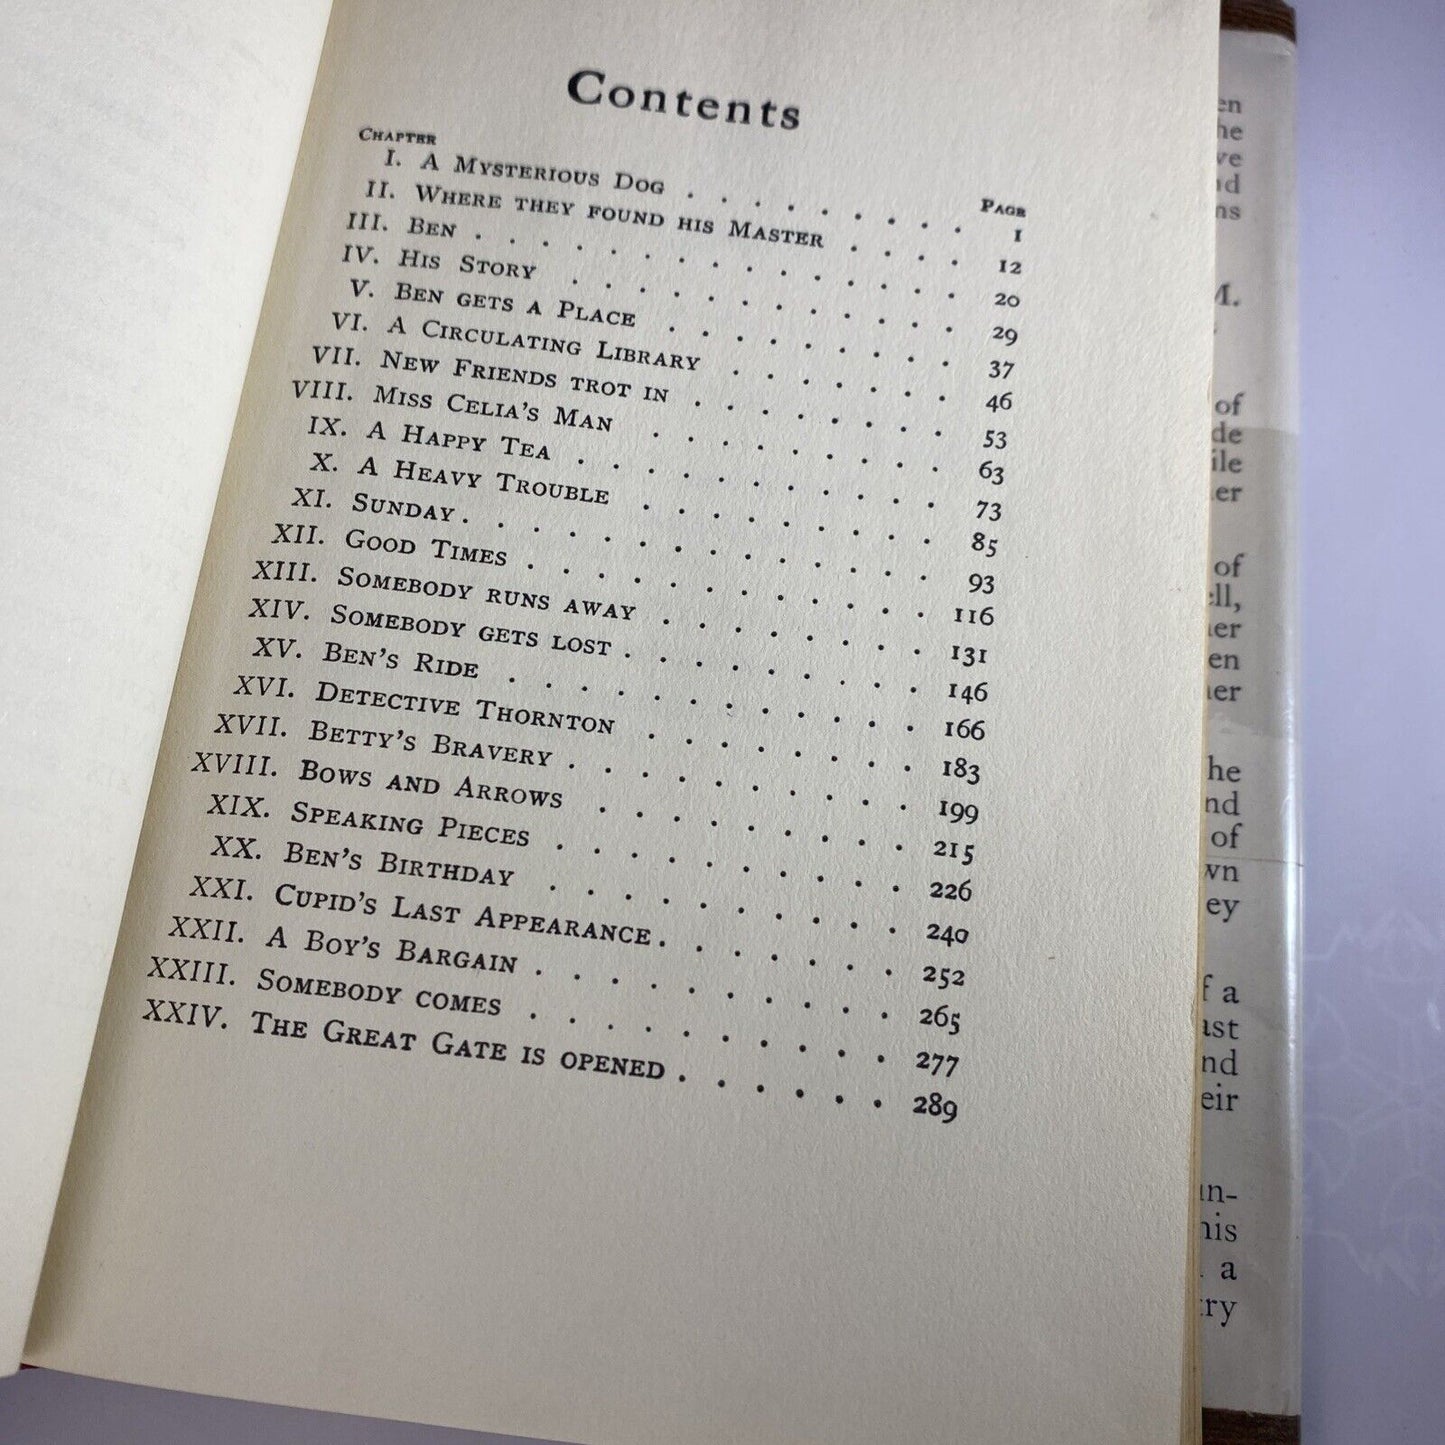 Contents
Chapter Page
I. A Mysterious Dog . . . . . . . . 1
II. Where they found his Master . . . . 12
III. Ben . . . . . . . . . . . . . 20
IV. His Story . . . . . . . . . . . 29
V. Ben gets a Place . . . . . . . . . 37
VI. A Circulating Library . . . . . . . 46
VII. New Friends trot in . . . . . . . . 53
VIII. Miss Celia's Man . . . . . . . . . 63
IX. A Happy Tea . . . . . . . . . . 73
X. A Heavy Trouble . . . . . . . . . 85
XI. Sunday . . . . . . . . . . . . . 93
XII. Good Times . . . . . . . . . . . 116
XIII. Somebody runs away . . . . . . . . 131
XIV. Somebody gets lost . . . . . . . . . 146
XV. Ben's Ride . . . . . . . . . . . . 166
XVI. Detective Thornton . . . . . . . . 183
XVII. Betty's Bravery . . . . . . . . . . 199
XVIII. Bows and Arrows . . . . . . . . . 215
XIX. Speaking Pieces . . . . . . . . . . 226
XX. Ben's Birthday . . . . . . . . . . 240
XXI. Cupid's Last Appearance . . . . . . . 252
XXII. A Boy's Bargain . . . . . . . . . . 265
XXIII. Somebody comes . . . . . . . . . . 277
XXIV. The Great Gate is opened . . . . . . 289
of
of
of
a
a